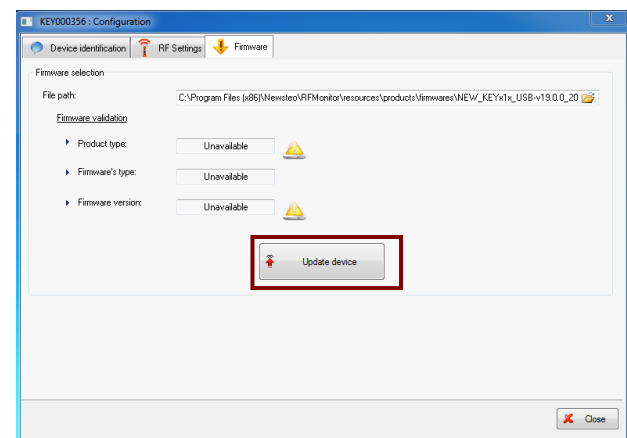 KEY000356 : Configuration
x
Device identification RF Settings Firmware
Firmware selection
File path: C:\Program Files (x86)\Newsteo\RFMonitor\resources\products\firmwares\NEW_KEYx1x_USB-v19.0.0_20
Firmware validation
Product type: Unavailable
Firmware's type: Unavailable
Firmware version: Unavailable
Update device
Close